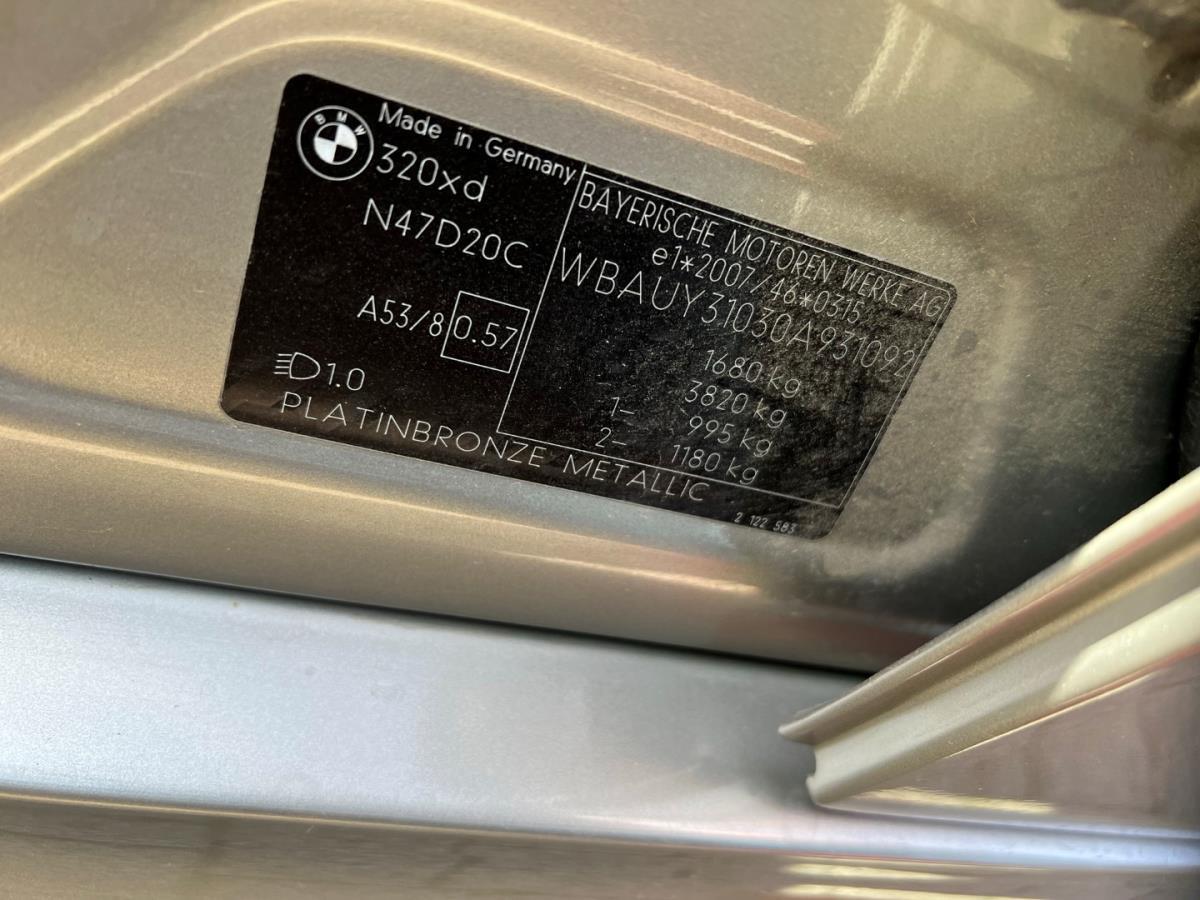 BMW
Made in Germany
320xd
N47D20C
A53/8 0.57
1.0
PLATINBRONZE METALLIC
BAYERISCHE MOTOREN WERKE AG
e1*2007/46*0315
WBAUY31030A931092
1680 kg
3820 kg
1– 995 kg
2– 1180 kg
2 122 583